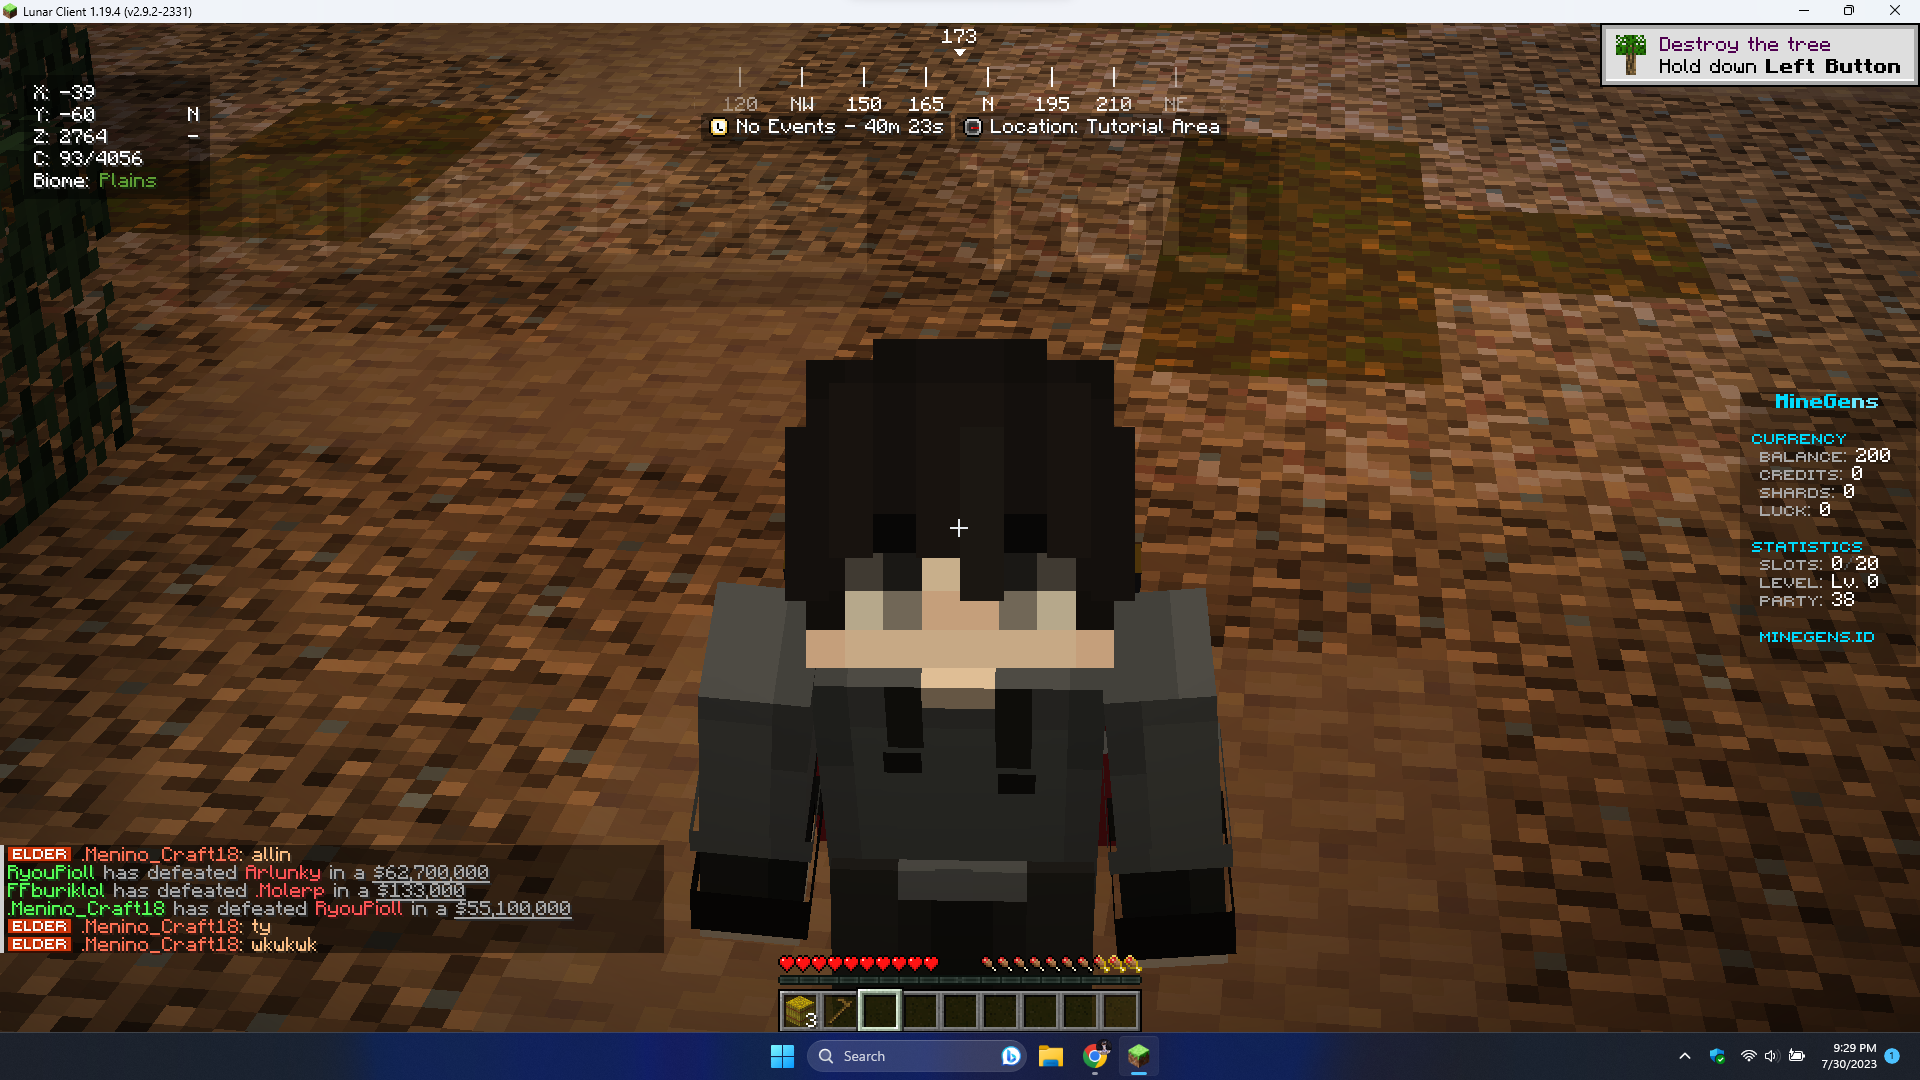 Lunar Client 1.19.4 (v2.9.2-2331)
173
Destroy the tree
Hold down Left Button
X: -39
Y: -60 N
Z: 2764 -
C: 93/4056
Biome: Plains
120 NW 150 165 N 195 210 NE
No Events - 40m 23s Location: Tutorial Area
MineGens
CURRENCY
BALANCE: 200
CREDITS: 0
SHARDS: 0
LUCK: 0
STATISTICS
SLOTS: 0/20
LEVEL: Lv. 0
PARTY: 38
MINEGENS.ID
ELDER .Menino_Craft18: allin
RyouPioll has defeated Arlunky in a $62,700,000
FFburiklol has defeated .Molerp in a $133,000
.Menino_Craft18 has defeated RyouPioll in a $55,100,000
ELDER .Menino_Craft18: ty
ELDER .Menino_Craft18: wkwkwk
3
Search
9:29 PM
7/30/2023
1